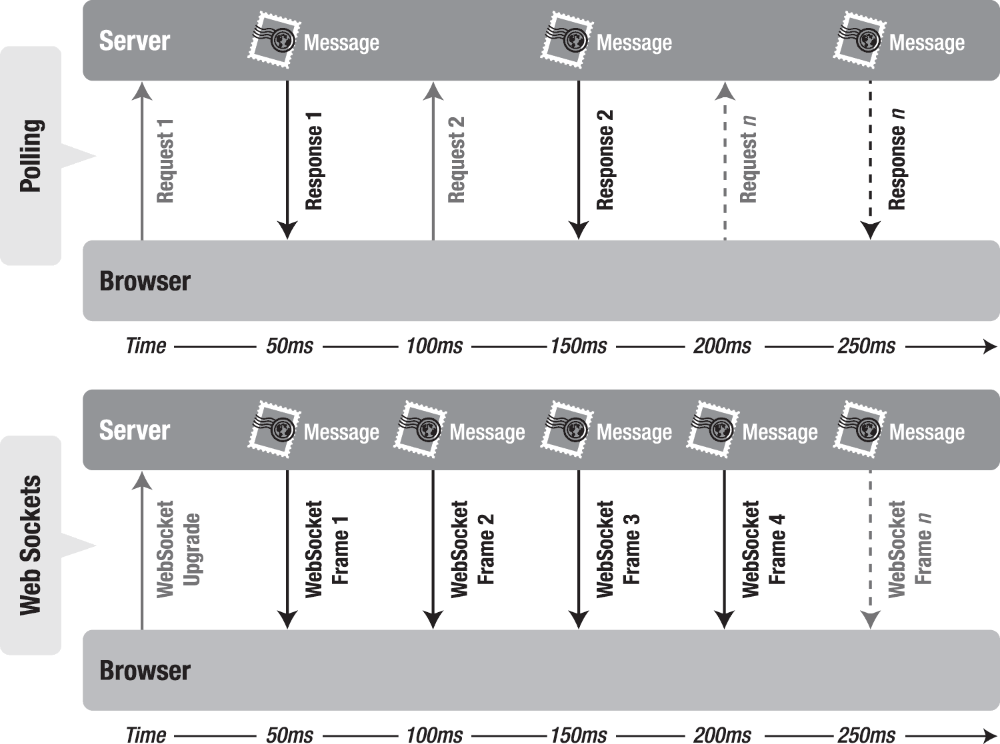 Polling
Server
Message
Message
Message
Request 1
Response 1
Request 2
Response 2
Request n
Response n
Browser
Time 50ms 100ms 150ms 200ms 250ms
Web Sockets
Server
Message
Message
Message
Message
Message
WebSocket
Upgrade
WebSocket
Frame 1
WebSocket
Frame 2
WebSocket
Frame 3
WebSocket
Frame 4
WebSocket
Frame n
Browser
Time 50ms 100ms 150ms 200ms 250ms